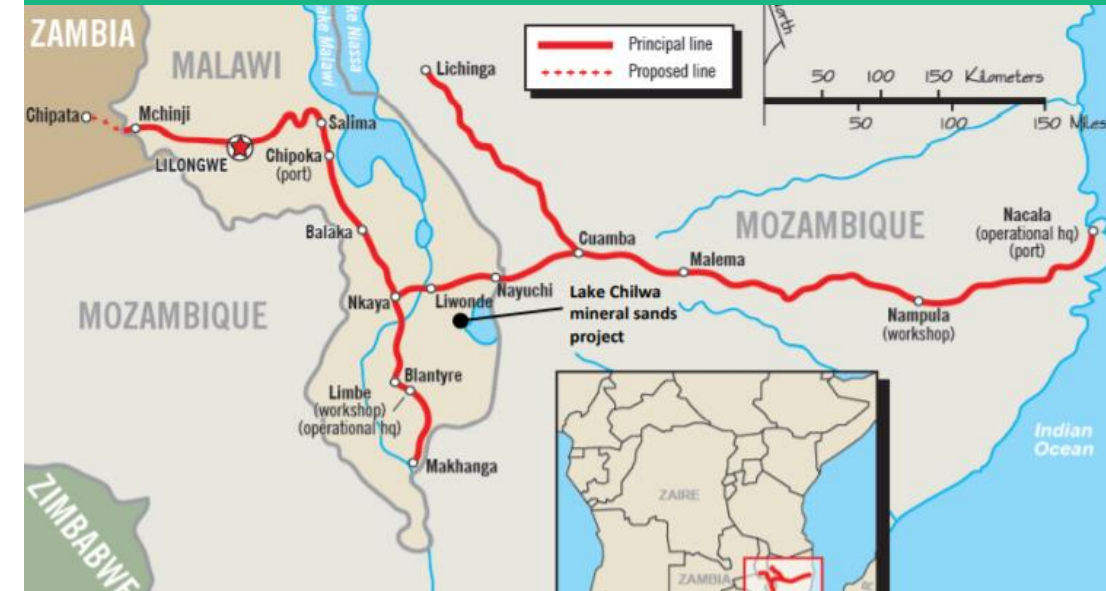 ZAMBIA
MALAWI
Lake Malawi
Lichinga
Principal line
Proposed line
50 100 150 Kilometers
50 100 150 Miles
Chipata
Mchinji
Salima
LILONGWE
Chipoka
(port)
MOZAMBIQUE
Nacala
(operational hq)
(port)
Balaka
Cuamba
Malema
Nkaya
Liwonde
Nayuchi
Lake Chilwa
mineral sands
project
MOZAMBIQUE
Nampula
(workshop)
Blantyre
Limbe
(workshop)
(operational hq)
Makhanga
Indian
Ocean
ZIMBABWE
ZAIRE
ZAMBIA